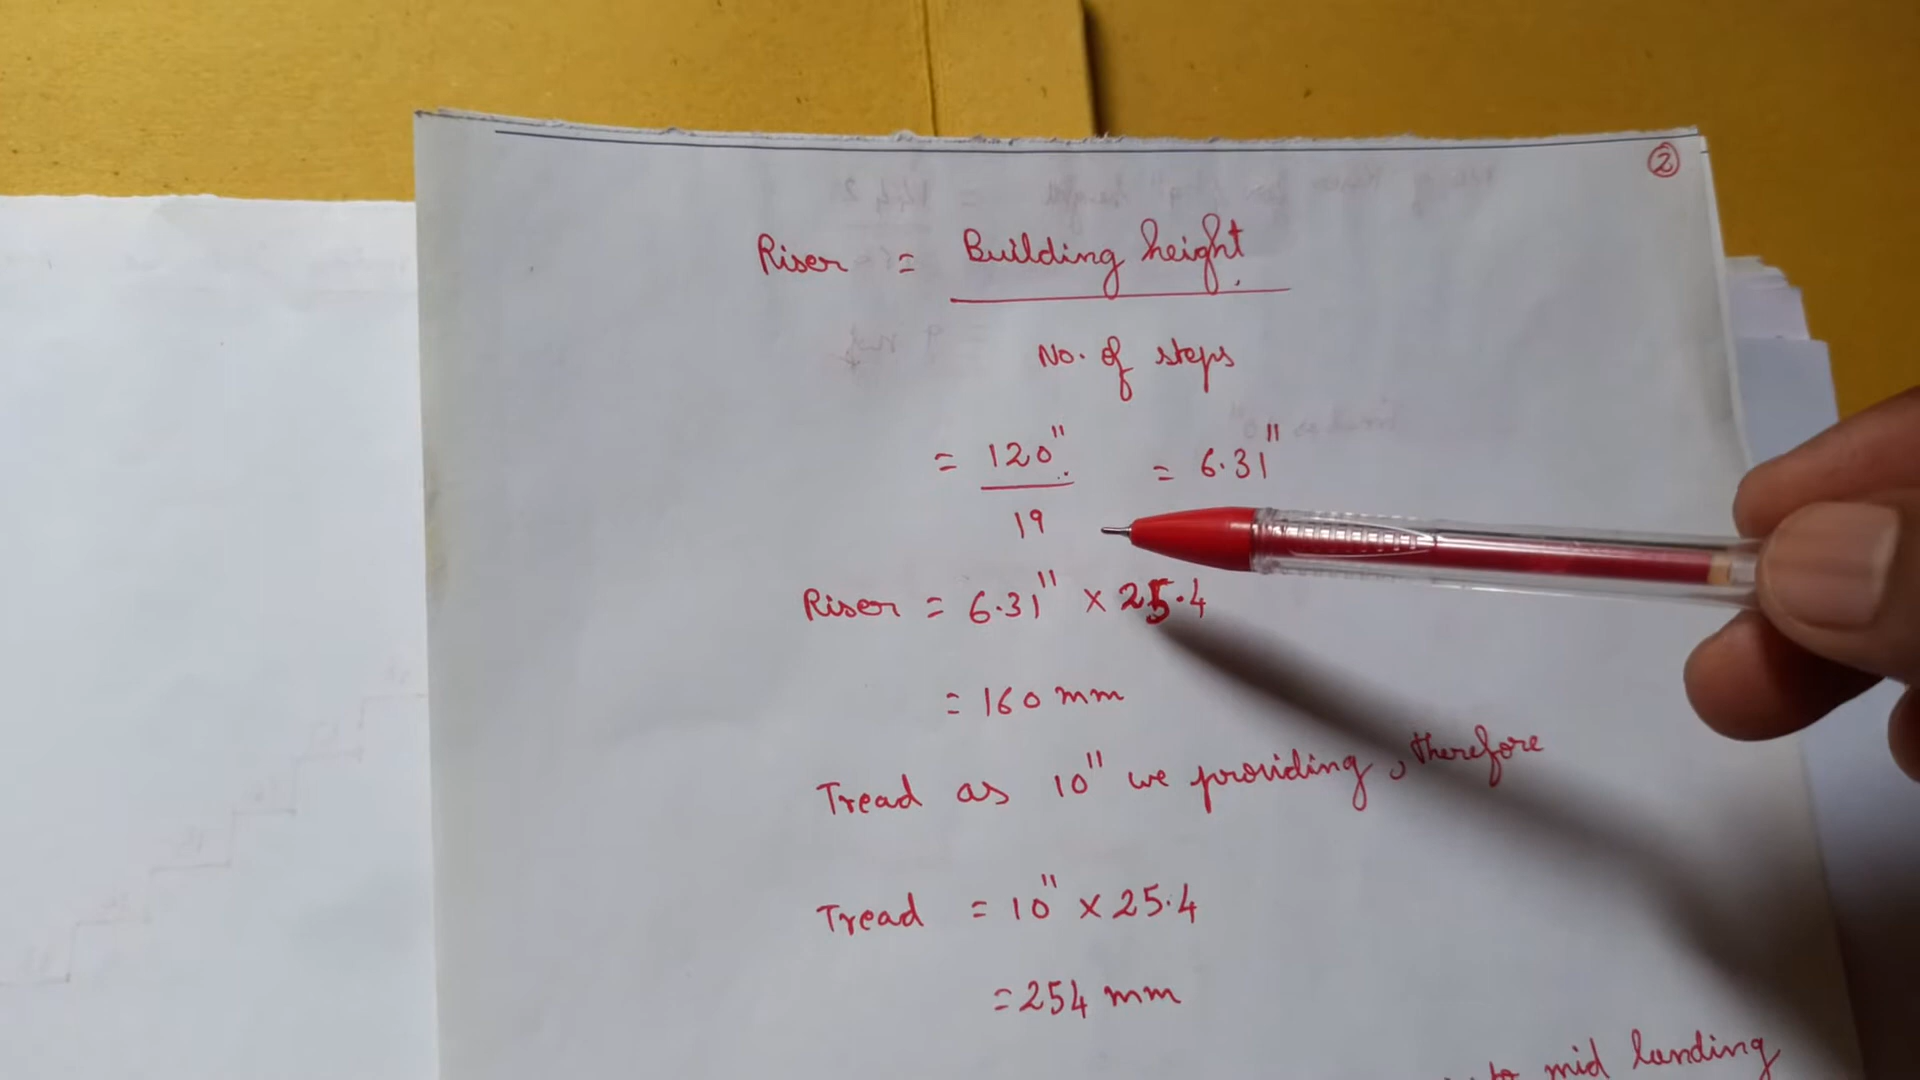 2
Riser = Building height
No. of steps
= 120" = 6.31"
19
Riser = 6.31" × 25.4
= 160 mm
Tread as 10" we providing, therefore
Tread = 10" × 25.4
= 254 mm
to mid landing